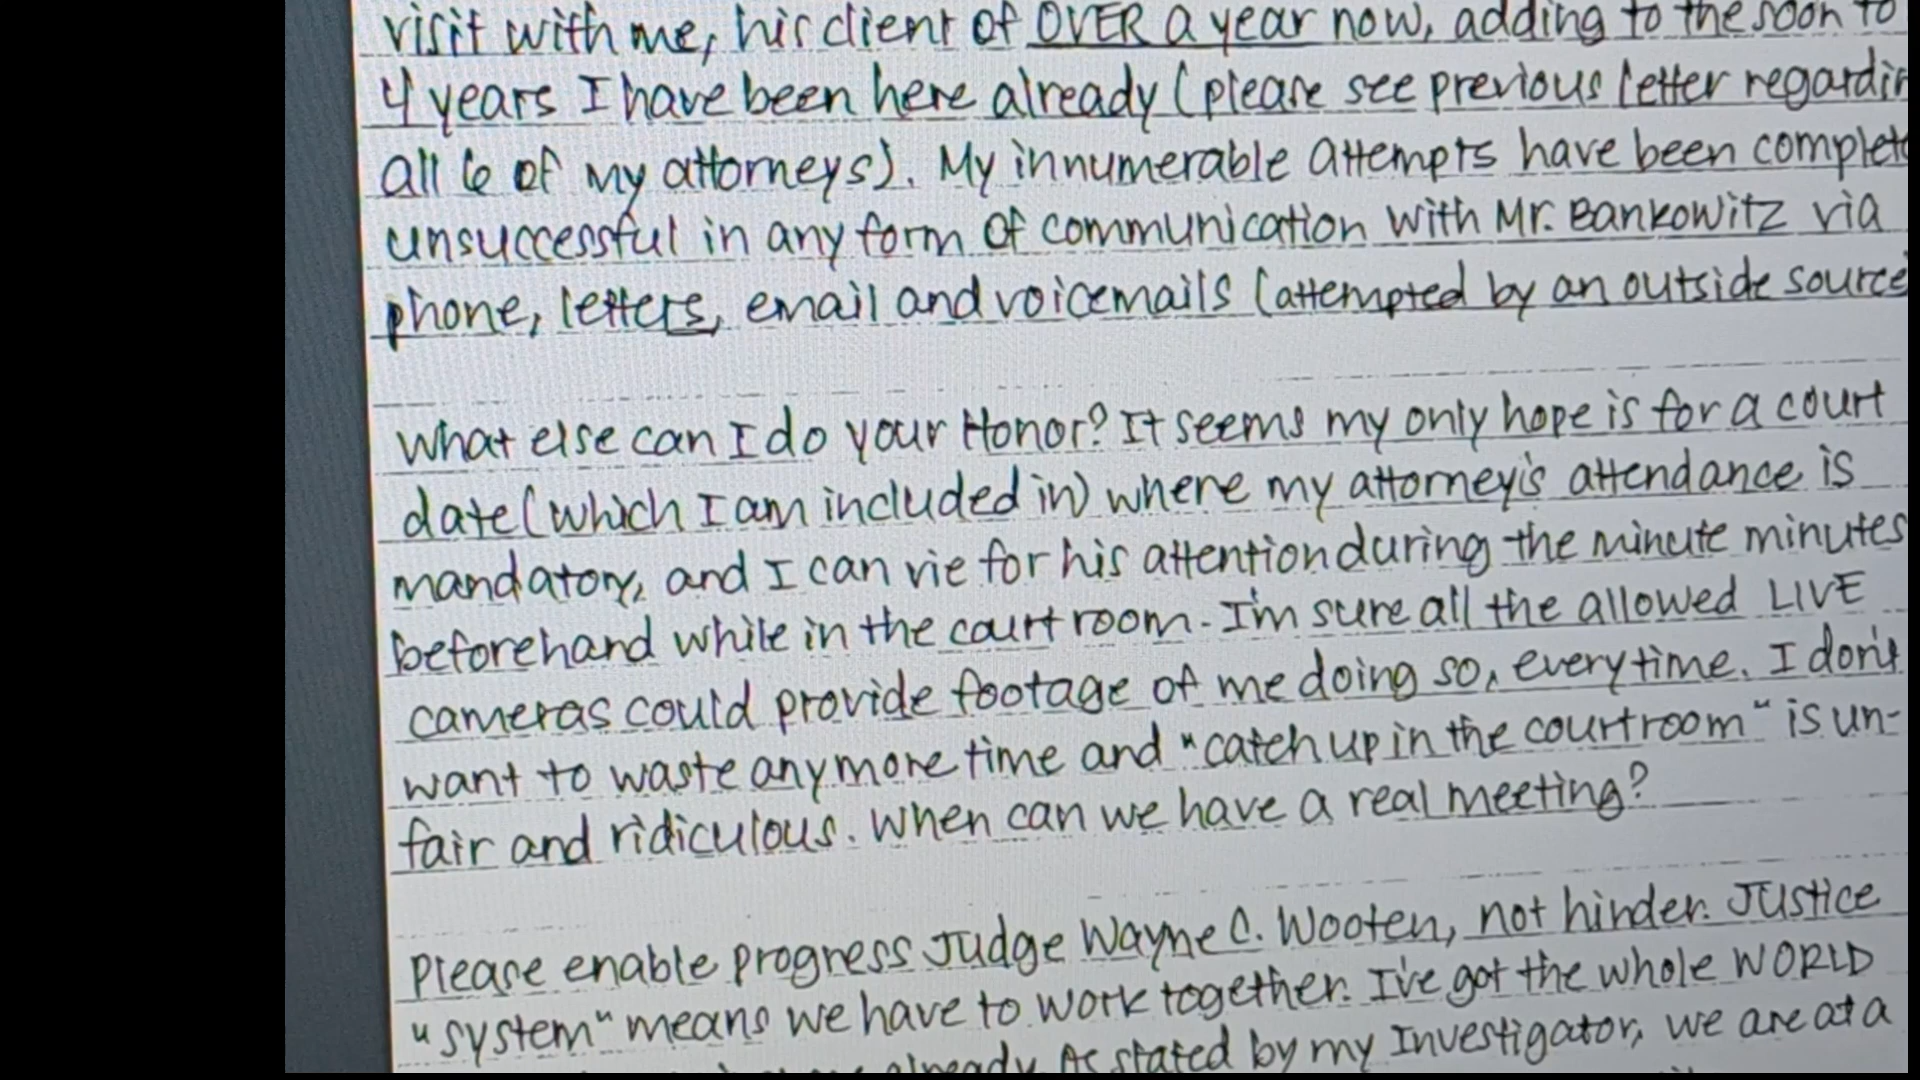 visit with me, his client of OVER a year now, adding to the soon to
4 years I have been here already (please see previous letter regardin
all 6 of my attorneys). My innumerable attempts have been complete
unsuccessful in any form of communication with Mr. Bankowitz via
phone, letters, email and voicemails (attempted by an outside source
What else can I do your Honor? It seems my only hope is for a court
date (which I am included in) where my attorney's attendance is
mandatory, and I can vie for his attention during the minute minutes
beforehand while in the court room. I'm sure all the allowed LIVE
cameras could provide footage of me doing so, everytime. I don't
want to waste anymore time and "catch up in the courtroom" is un-
fair and ridiculous. When can we have a real meeting?
Please enable progress Judge Wayne C. Wooten, not hinder. Justice
"system" means we have to work together. I've got the whole WORLD
already. As stated by my Investigator, we are at a